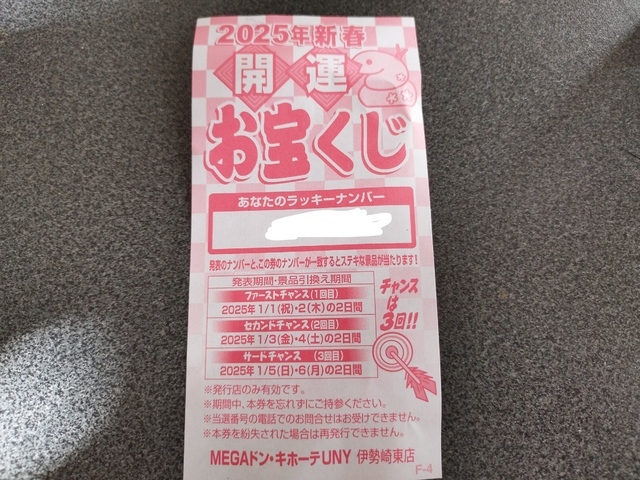 2025年新春
開運
お宝くじ
あなたのラッキーナンバー
発表のナンバーと、この券のナンバーが一致するとステキな景品が当たります!
発表期間・景品引換え期間
ファーストチャンス(1回目)
2025年1/1(祝)・2(木)の2日間
セカンドチャンス(2回目)
2025年1/3(金)・4(土)の2日間
サードチャンス (3回目)
2025年1/5(日)・6(月)の2日間
チャンス
は
3回!!
※発行店のみ有効です。
※期間中、本券を忘れずにご持参ください。
※当選番号の電話でのお問合せはお受けできません。
※本券を紛失された場合は再発行できません。
MEGAドン・キホーテUNY 伊勢崎東店
F-4